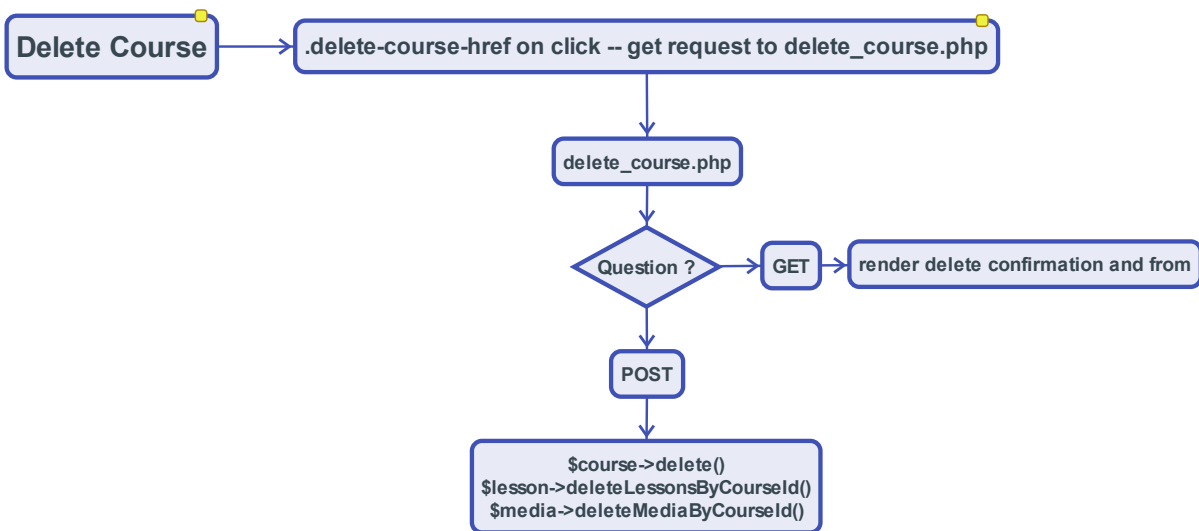 Delete Course
.delete-course-href on click -- get request to delete_course.php
delete_course.php
Question ?
GET
render delete confirmation and from
POST
$course->delete()
$lesson->deleteLessonsByCourseId()
$media->deleteMediaByCourseId()